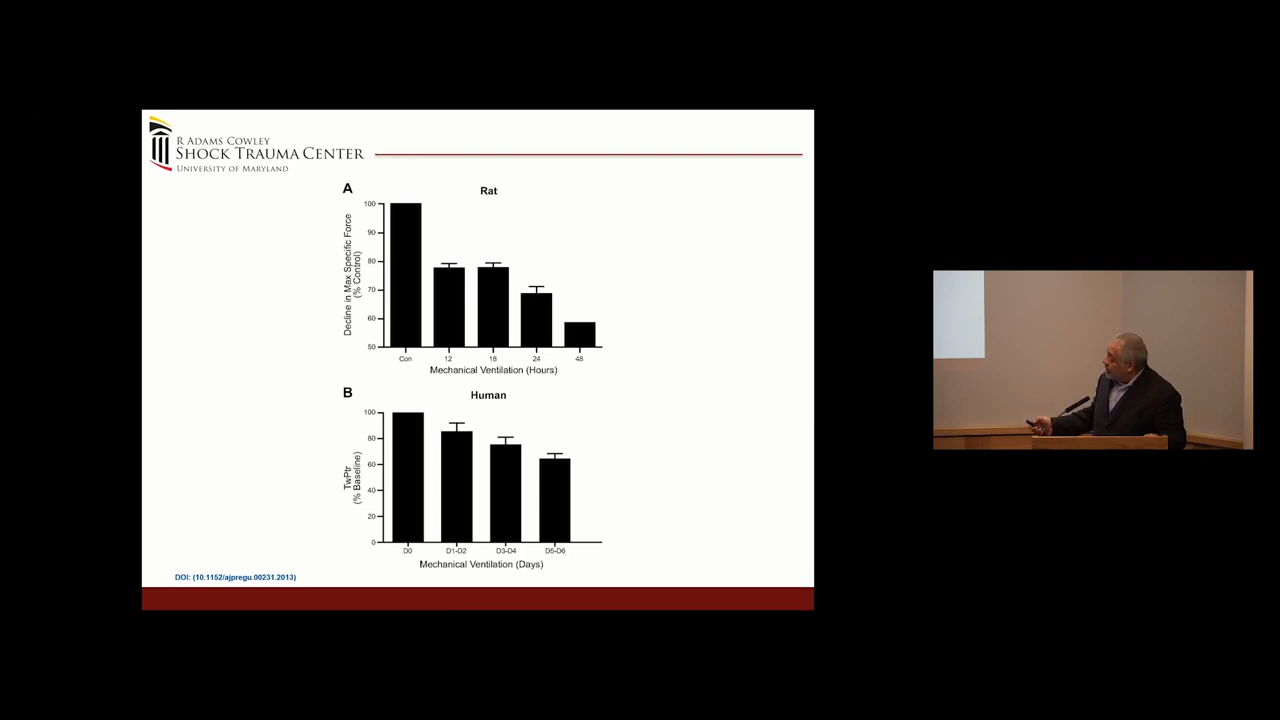 R ADAMS COWLEY
SHOCK TRAUMA CENTER
UNIVERSITY OF MARYLAND
A
Rat
Decline in Max Specific Force
(% Control)
100
90
80
70
60
50
Con
12
18
24
48
Mechanical Ventilation (Hours)
B
Human
TwPtr
(% Baseline)
100
80
60
40
20
0
D0
D1-D2
D3-D4
D5-D6
Mechanical Ventilation (Days)
DOI: (10.1152/ajpregu.00231.2013)